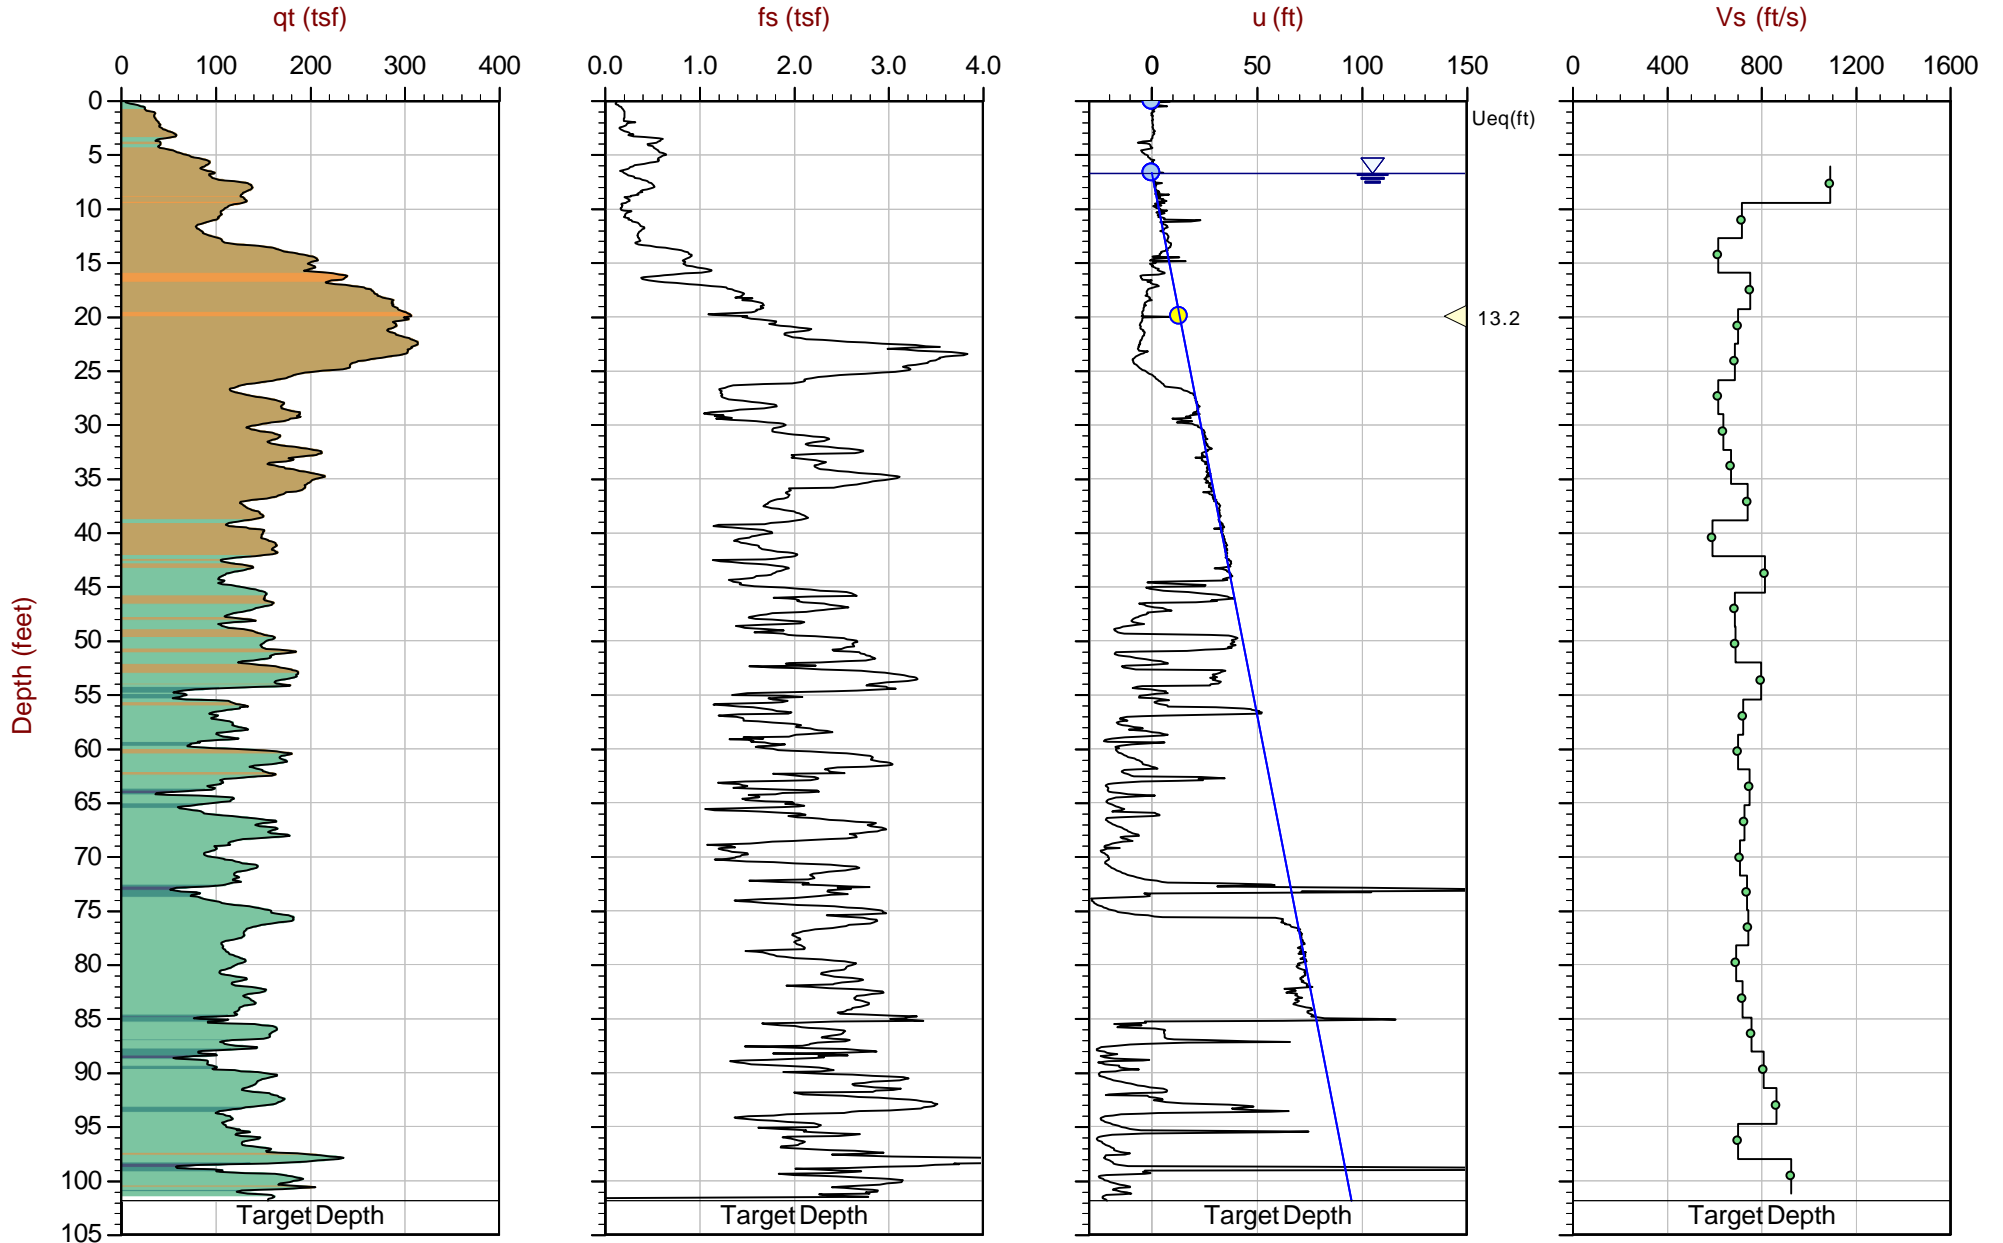 qt (tsf)
fs (tsf)
u (ft)
Vs (ft/s)
0 100 200 300 400
0.0 1.0 2.0 3.0 4.0
0 50 100 150
0 400 800 1200 1600
Depth (feet)
0
5
10
15
20
25
30
35
40
45
50
55
60
65
70
75
80
85
90
95
100
105
Ueq(ft)
13.2
Target Depth
Target Depth
Target Depth
Target Depth